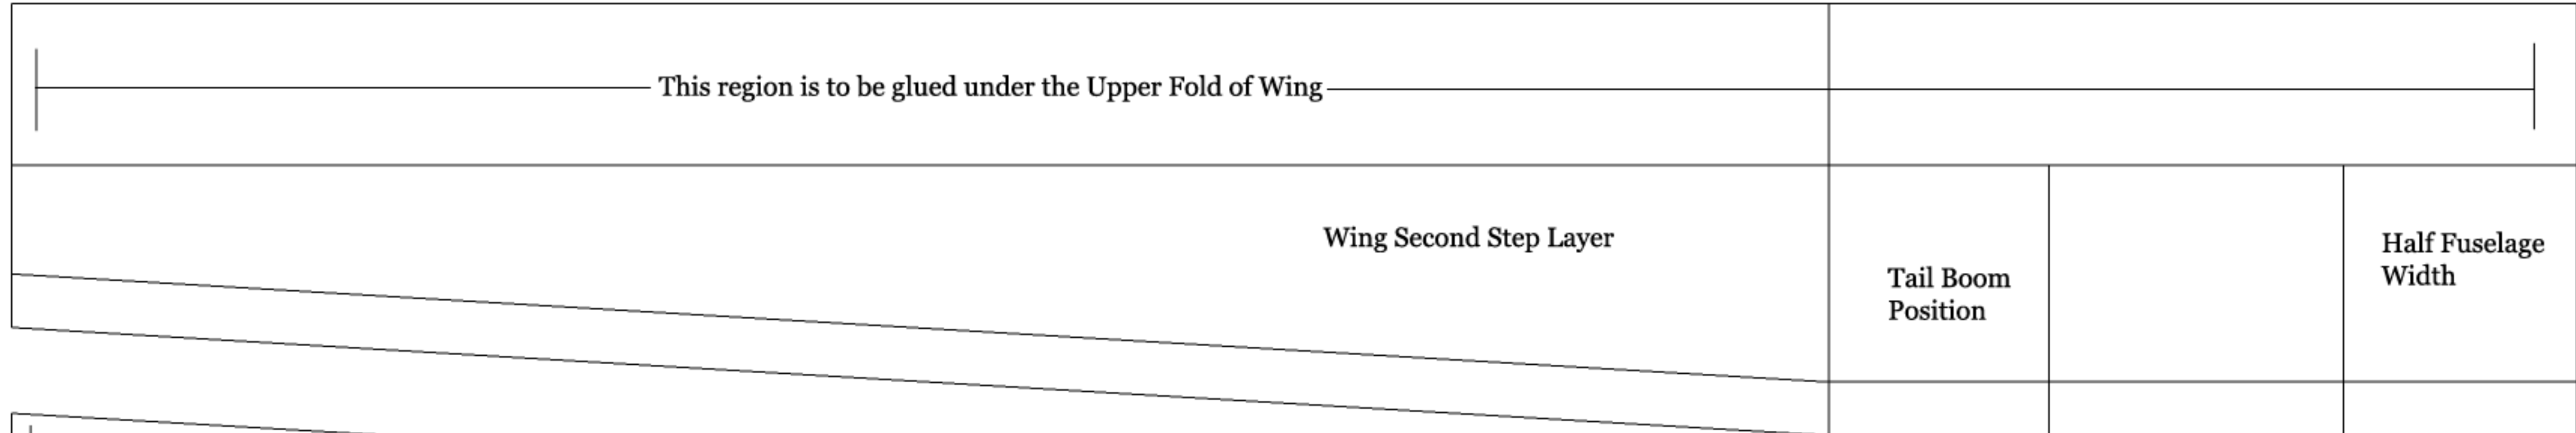 This region is to be glued under the Upper Fold of Wing
Wing Second Step Layer
Tail Boom
Position
Half Fuselage
Width